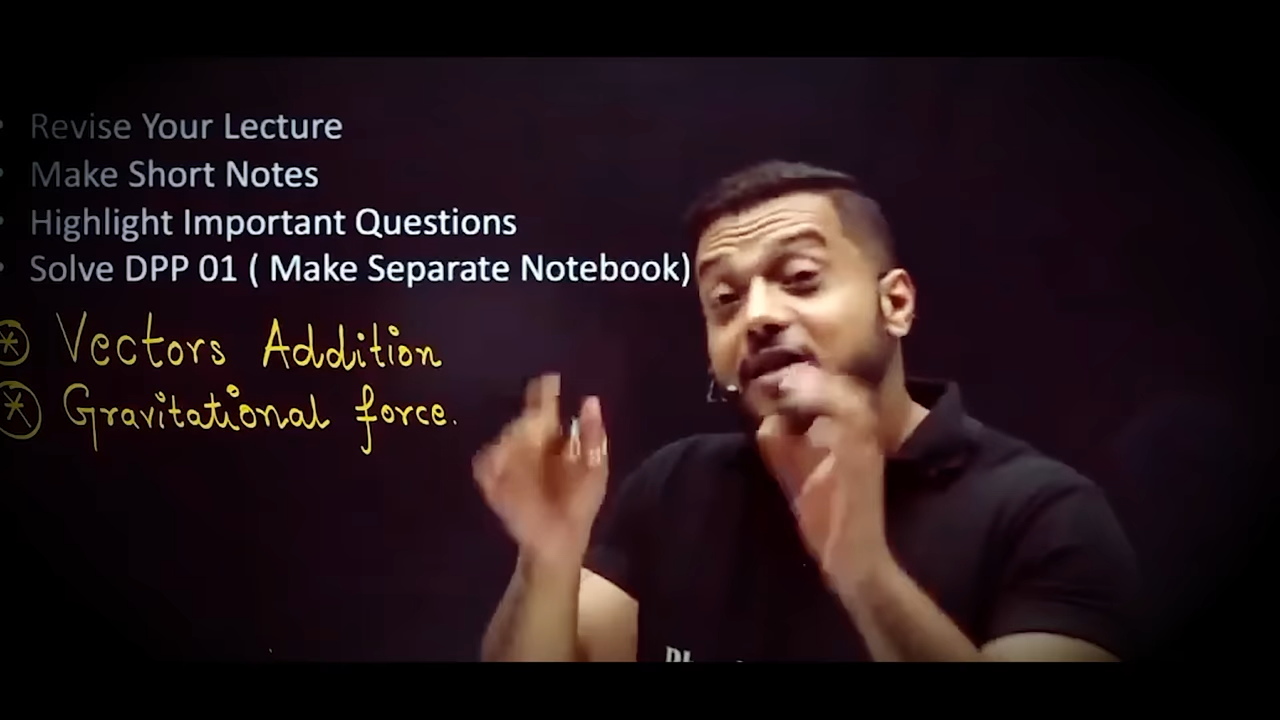 • Revise Your Lecture
• Make Short Notes
• Highlight Important Questions
• Solve DPP 01 ( Make Separate Notebook)
Vectors Addition
Gravitational force.